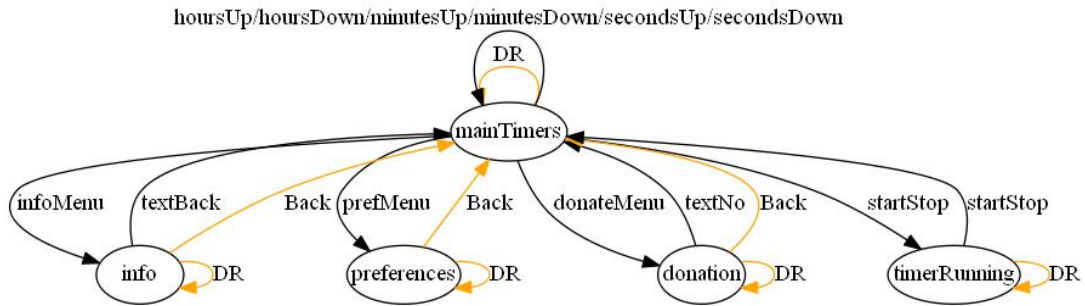 hoursUp/hoursDown/minutesUp/minutesDown/secondsUp/secondsDown
DR
mainTimers
infoMenu
textBack
Back
prefMenu
Back
donateMenu
textNo
Back
startStop
startStop
info
DR
preferences
DR
donation
DR
timerRunning
DR